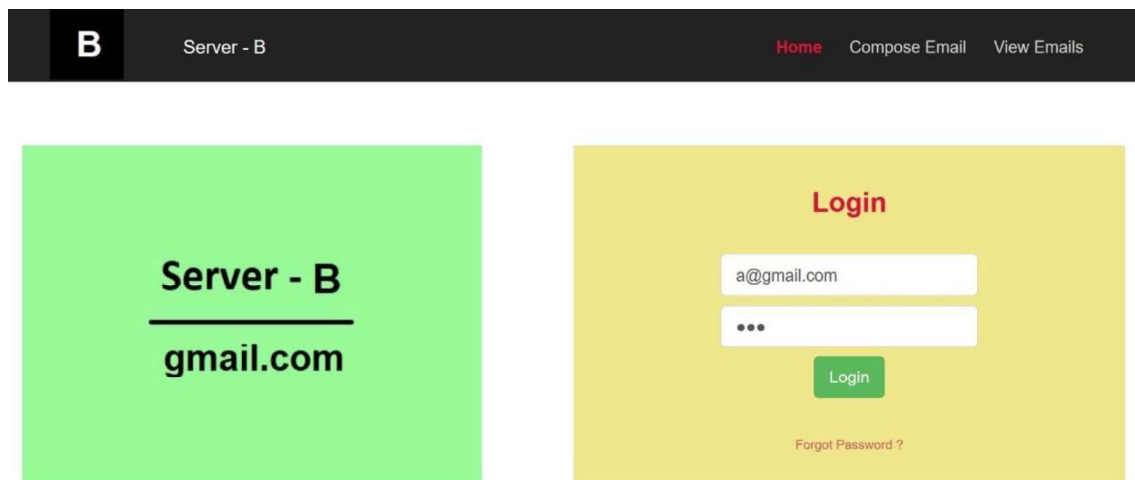 B Server - B Home Compose Email View Emails
Server - B
gmail.com
Login
a@gmail.com
•••
Login
Forgot Password ?